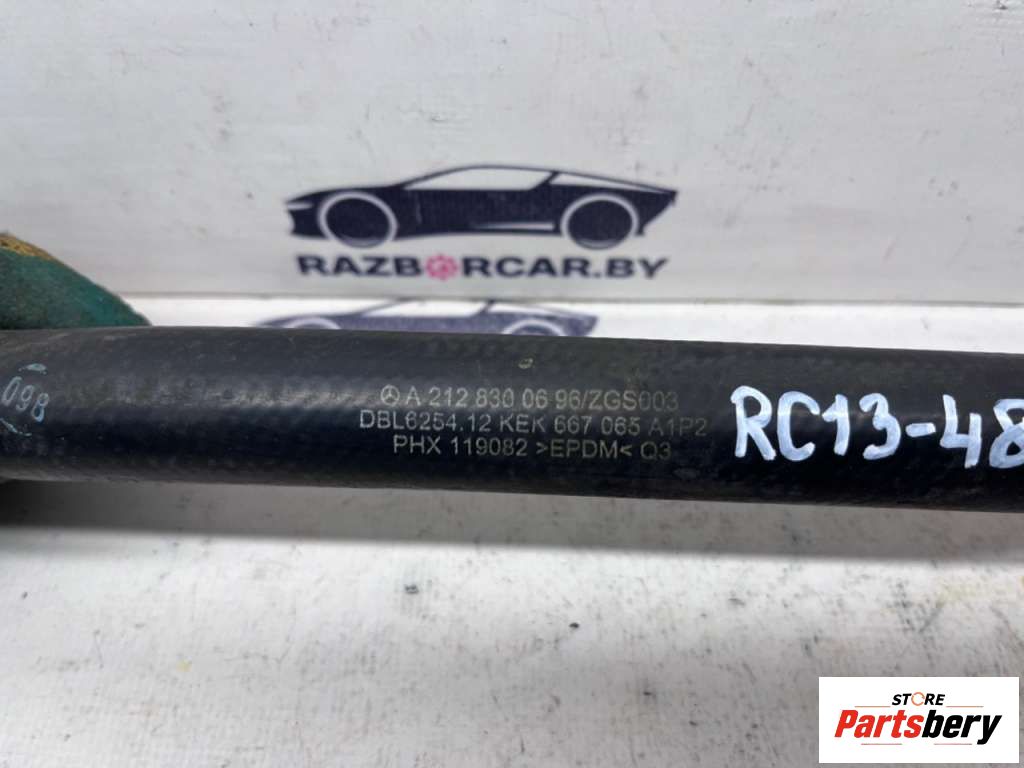 RAZBORCAR.BY
098
A 212 830 06 96/ZGS003
DBL6254.12 KEK 667 065 A1P2
PHX 119082 >EPDM< Q3
RC13-48
STORE
Partsbery